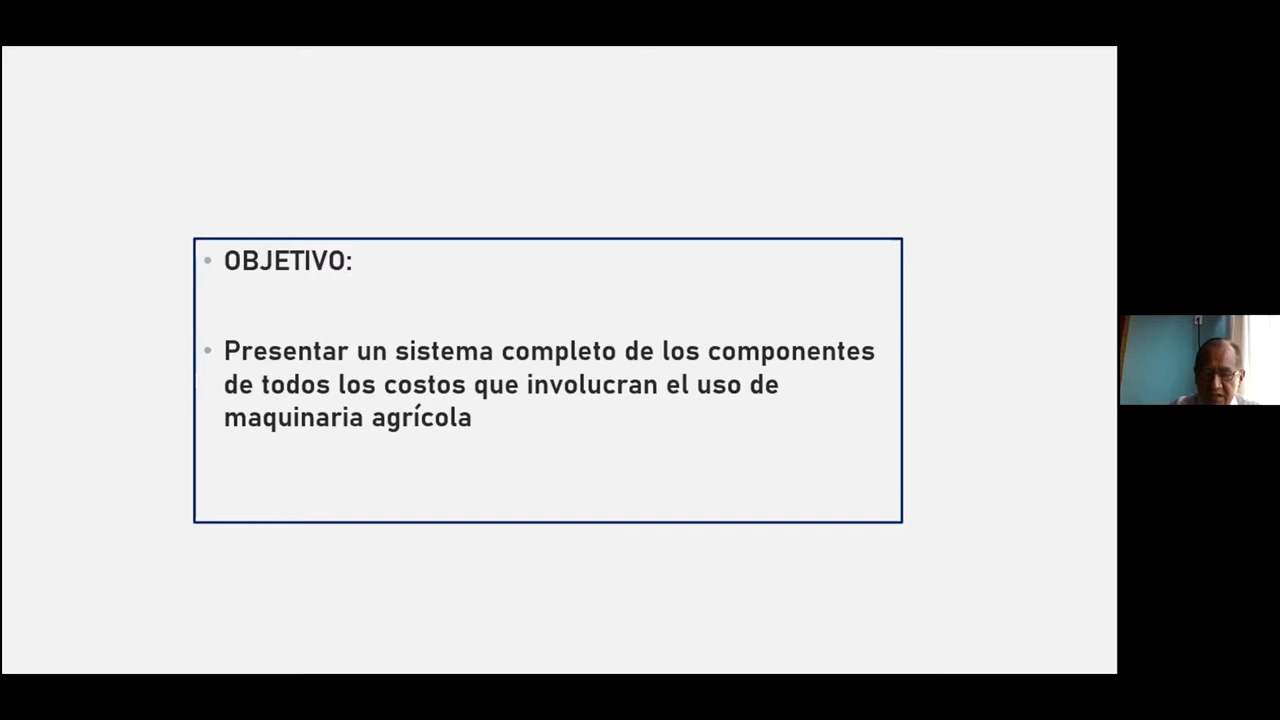 • OBJETIVO:
• Presentar un sistema completo de los componentes
de todos los costos que involucran el uso de
maquinaria agrícola